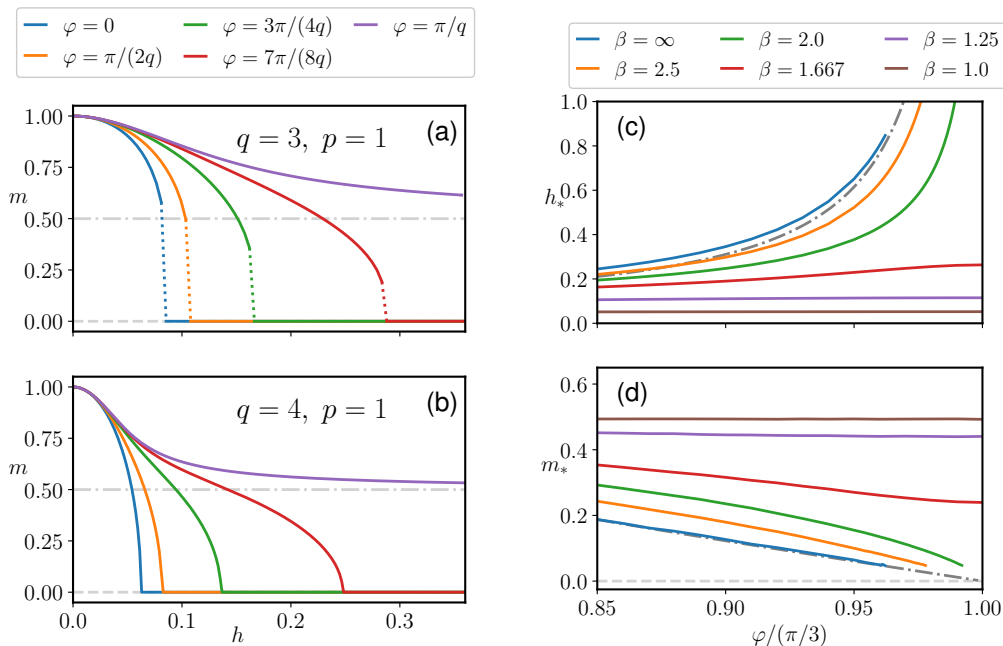 φ = 0
φ = π/(2q)
φ = 3π/(4q)
φ = 7π/(8q)
φ = π/q
β = ∞
β = 2.5
β = 2.0
β = 1.667
β = 1.25
β = 1.0
(a)
q = 3, p = 1
m
1.00
0.75
0.50
0.25
0.00
(b)
q = 4, p = 1
m
1.00
0.75
0.50
0.25
0.00
0.0 0.1 0.2 0.3
h
(c)
h*
1.0
0.8
0.6
0.4
0.2
0.0
(d)
m*
0.6
0.4
0.2
0.0
0.85 0.90 0.95 1.00
φ/(π/3)